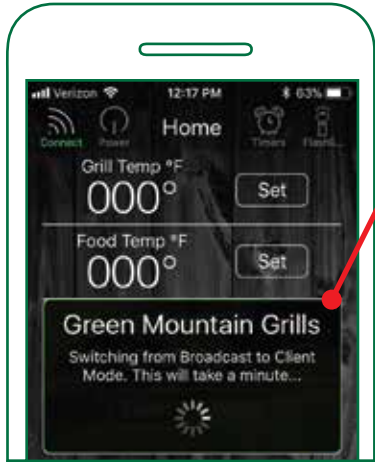 Verizon 12:17 PM 63%
Connect Power Home Timers Flashli...
Grill Temp °F
000° Set
Food Temp °F
000° Set
Green Mountain Grills
Switching from Broadcast to Client
Mode. This will take a minute...